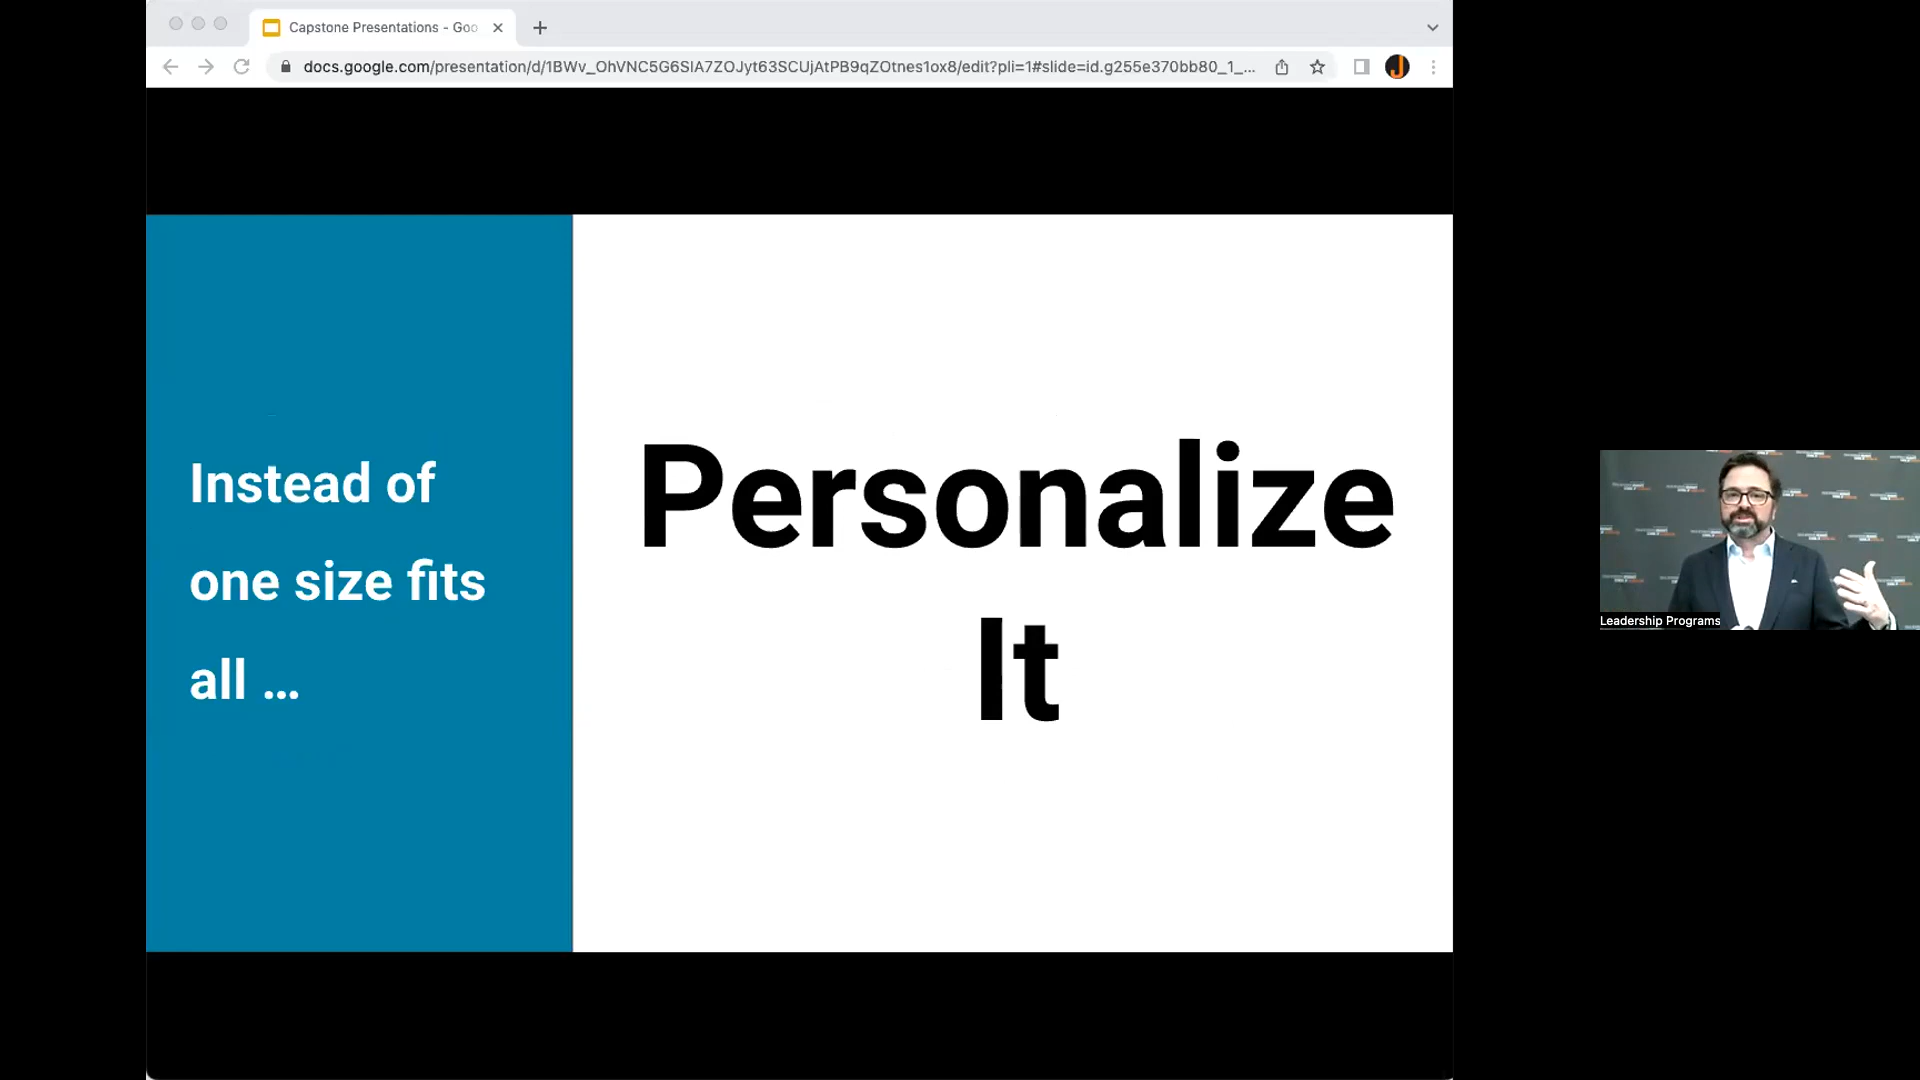 Capstone Presentations - Goo
docs.google.com/presentation/d/1BWv_OhVNC5G6SlA7ZOJyt63SCUjAtPB9qZOtnes1ox8/edit?pli=1#slide=id.g255e370bb80_1_...
J
Instead of
one size fits
all ...
Personalize
It
Leadership Programs